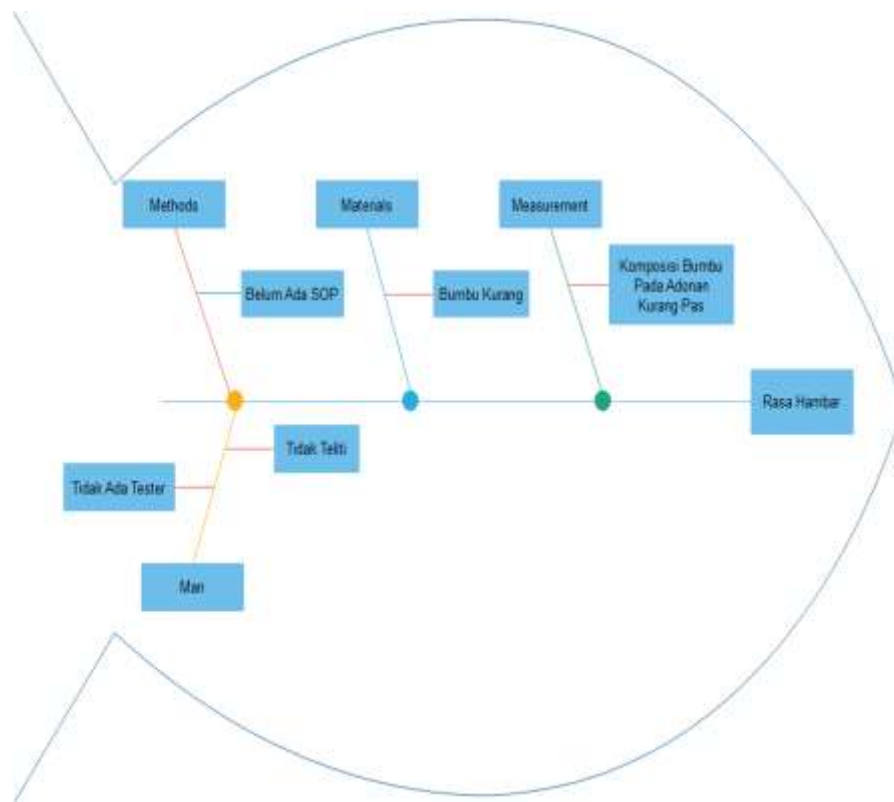 Methods
Materials
Measurement
Belum Ada SOP
Bumbu Kurang
Komposisi Bumbu
Pada Adonan
Kurang Pas
Rasa Hambar
Tidak Teliti
Tidak Ada Tester
Man